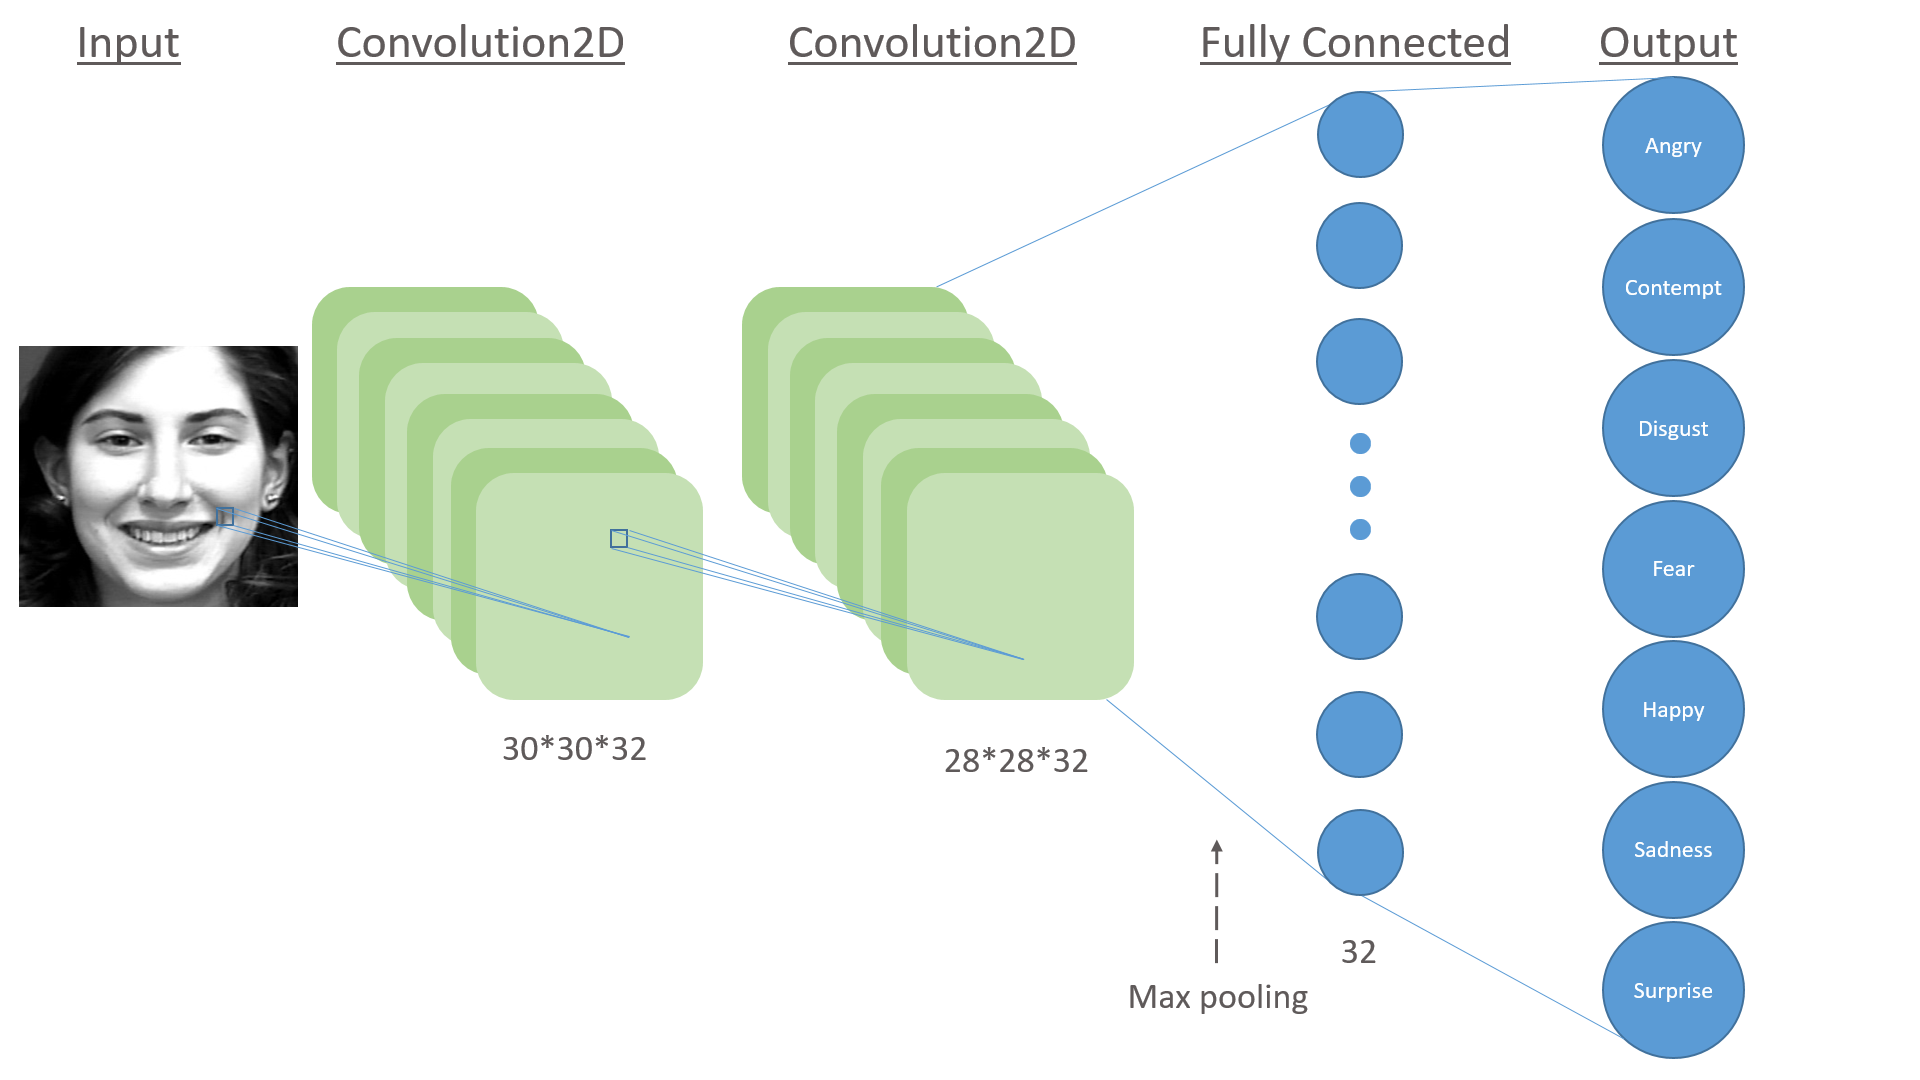 Input
Convolution2D
Convolution2D
Fully Connected
Output
Angry
Contempt
Disgust
Fear
Happy
Sadness
Surprise
30*30*32
28*28*32
32
Max pooling